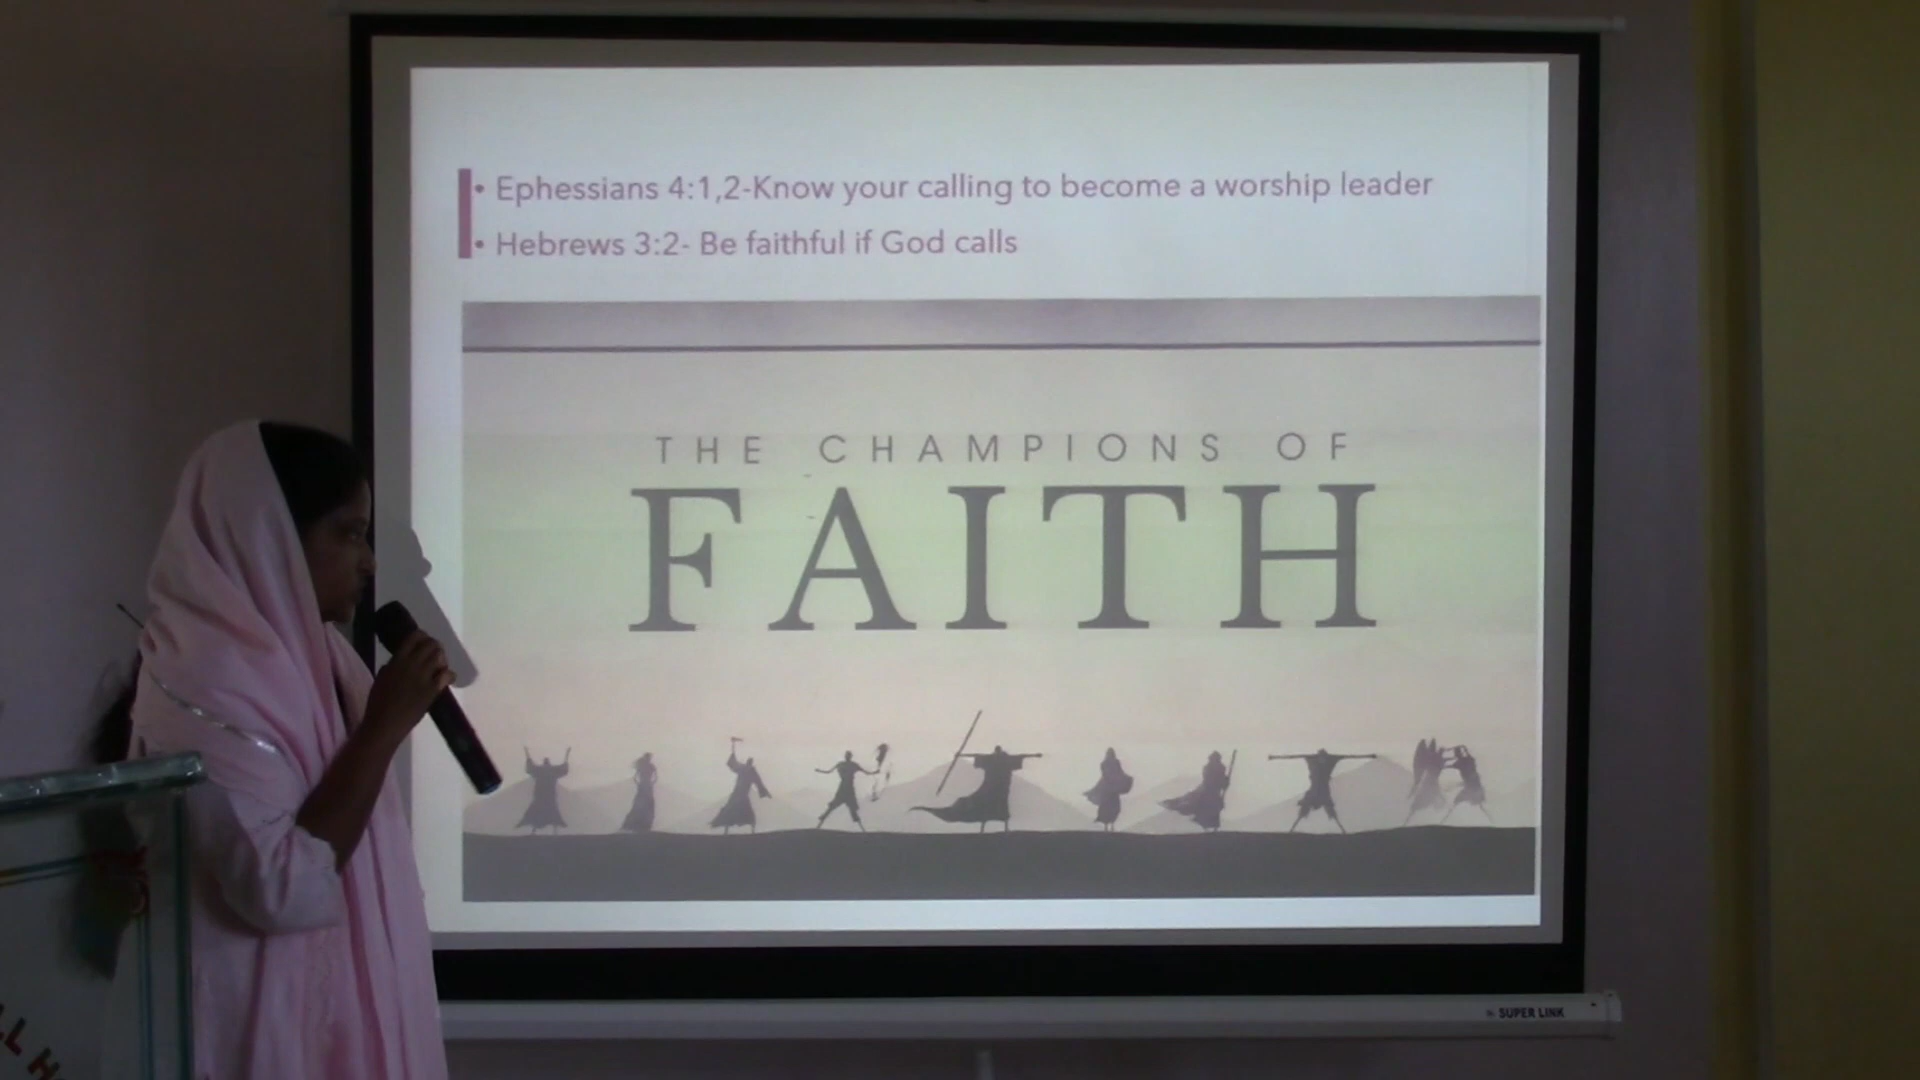 • Ephessians 4:1,2-Know your calling to become a worship leader
• Hebrews 3:2- Be faithful if God calls
THE CHAMPIONS OF
FAITH
SUPER LINK
LL H